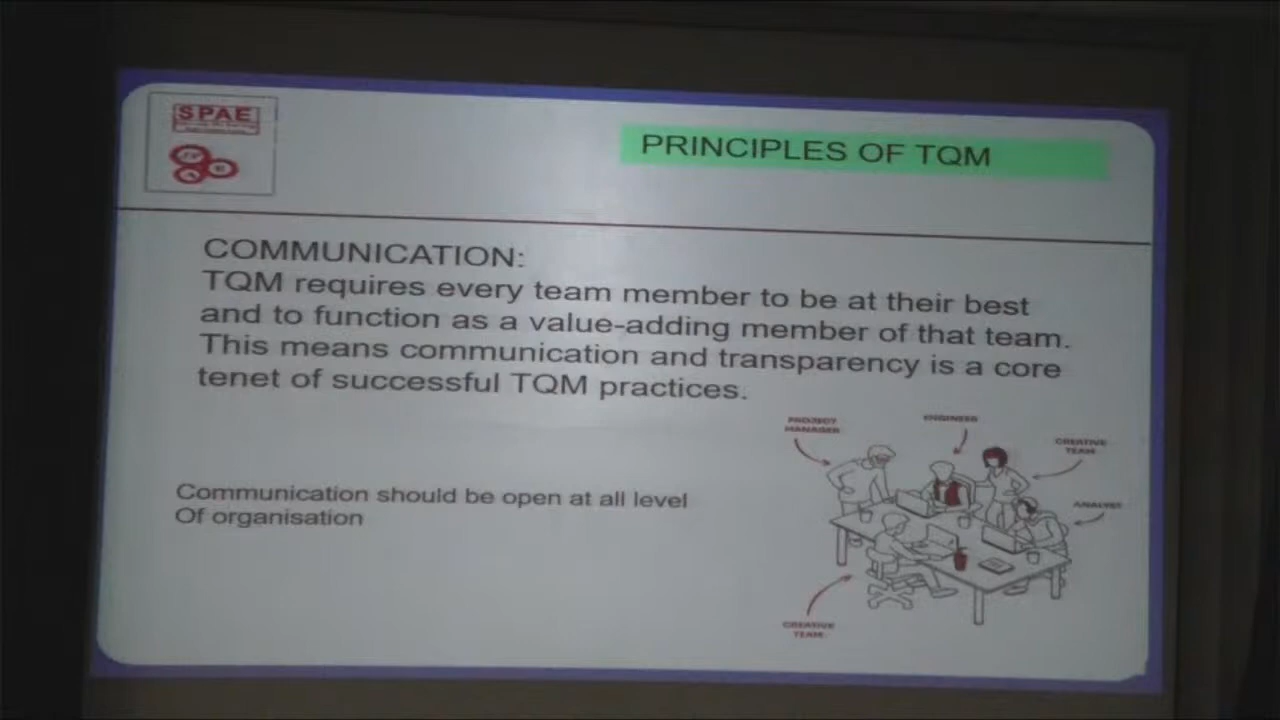 SPAE
PRINCIPLES OF TQM
COMMUNICATION:
TQM requires every team member to be at their best
and to function as a value-adding member of that team.
This means communication and transparency is a core
tenet of successful TQM practices.
Communication should be open at all level
Of organisation
PROJECT
MANAGER
ENGINEER
CREATIVE
TEAM
ANALYST
CREATIVE
TEAM